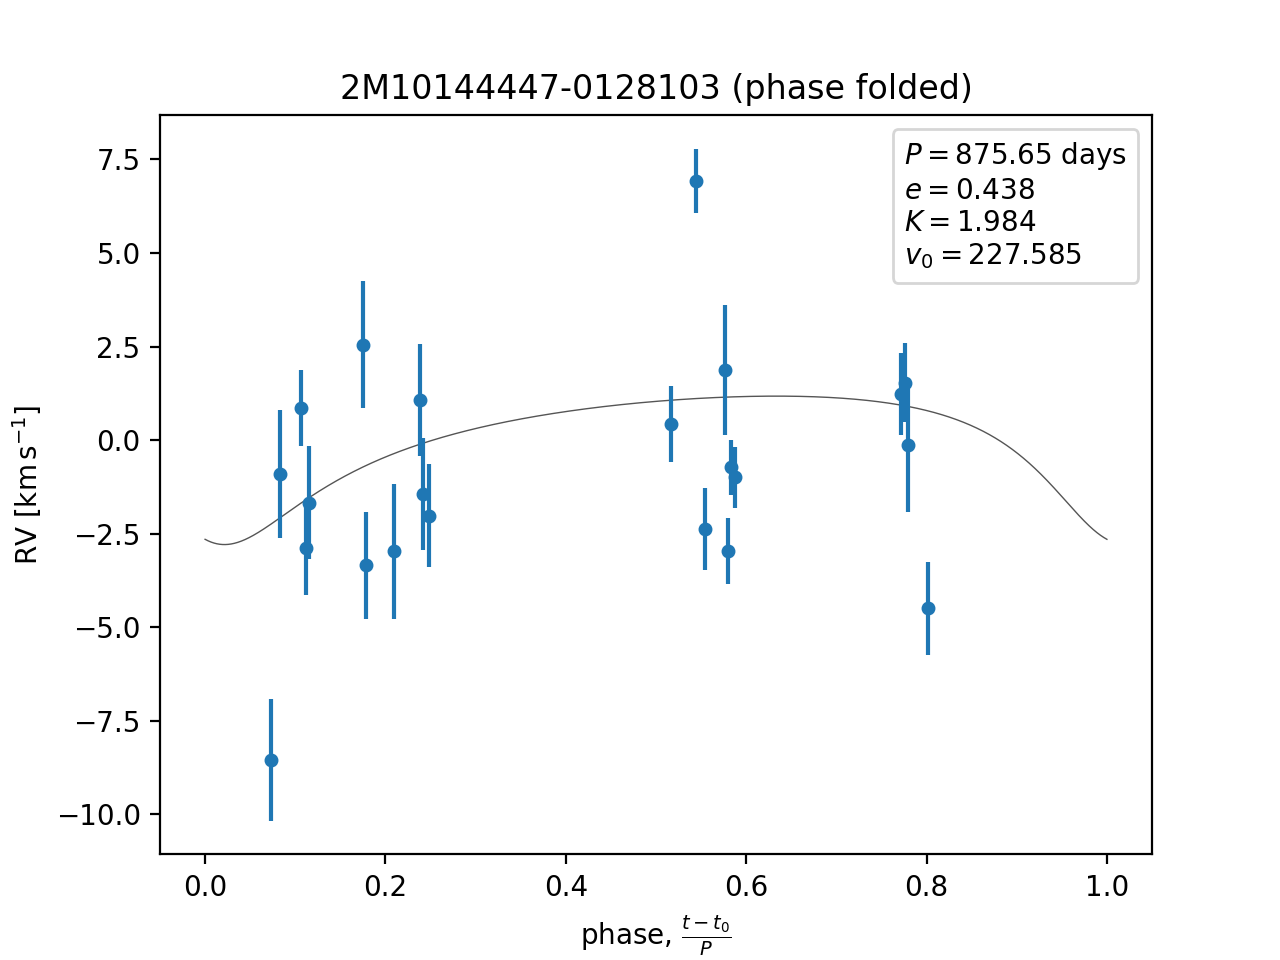 2M10144447-0128103 (phase folded)
P = 875.65 days
e = 0.438
K = 1.984
v₀ = 227.585
7.5
5.0
2.5
0.0
−2.5
−5.0
−7.5
−10.0
RV [km s⁻¹]
0.0 0.2 0.4 0.6 0.8 1.0
phase, (t − t₀)/P